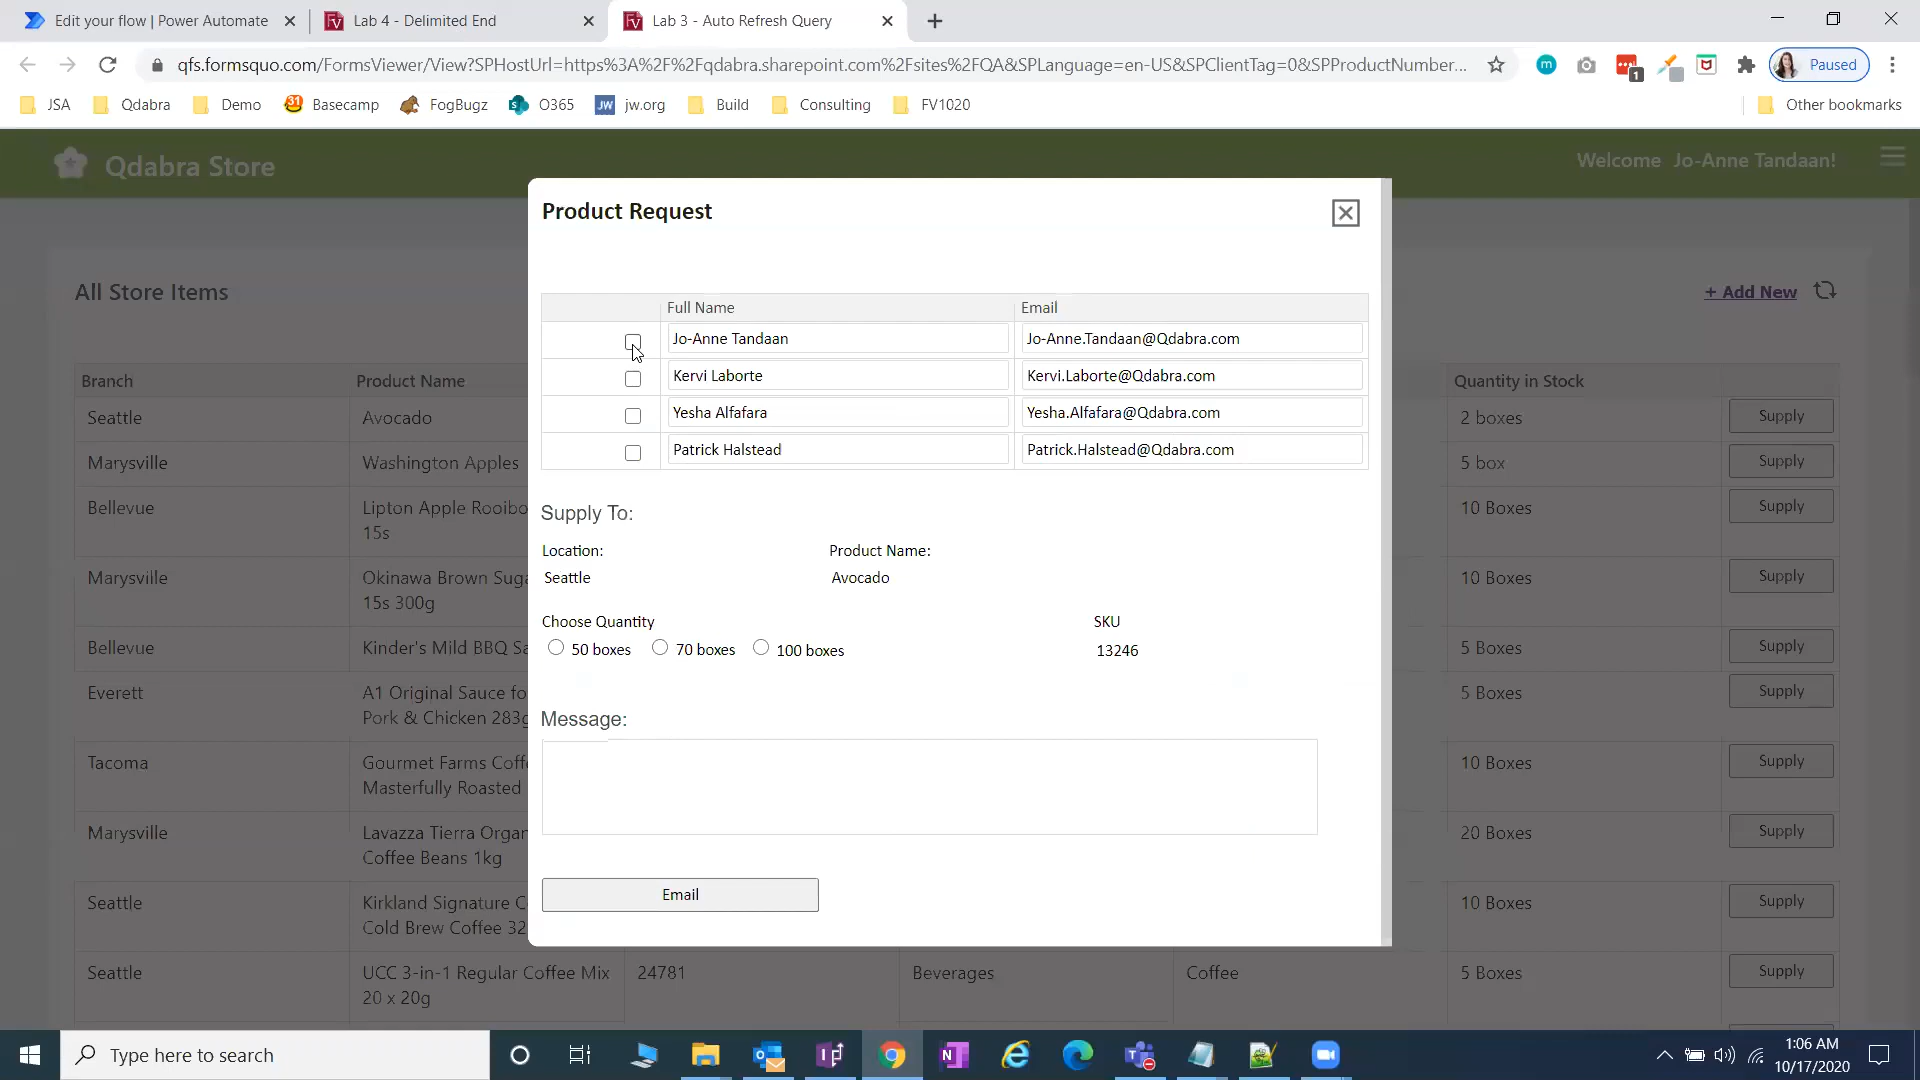 Edit your flow | Power Automate
Lab 4 - Delimited End
Lab 3 - Auto Refresh Query
qfs.formsquo.com/FormsViewer/View?SPHostUrl=https%3A%2F%2Fqdabra.sharepoint.com%2Fsites%2FQA&SPLanguage=en-US&SPClientTag=0&SPProductNumber...
1
m
Paused
JSA
Qdabra
Demo
31
Basecamp
FogBugz
O365
JW
jw.org
Build
Consulting
FV1020
Other bookmarks
Qdabra Store
Welcome Jo-Anne Tandaan!
Product Request
All Store Items
+ Add New
Full Name
Email
Jo-Anne Tandaan
Jo-Anne.Tandaan@Qdabra.com
Kervi Laborte
Kervi.Laborte@Qdabra.com
Yesha Alfafara
Yesha.Alfafara@Qdabra.com
Patrick Halstead
Patrick.Halstead@Qdabra.com
Supply To:
Location:
Product Name:
Seattle
Avocado
Choose Quantity
SKU
50 boxes
70 boxes
100 boxes
13246
Message:
Email
Branch
Product Name
Quantity in Stock
Seattle
Avocado
2 boxes
Supply
Marysville
Washington Apples
5 box
Supply
Bellevue
Lipton Apple Rooibo
15s
10 Boxes
Supply
Marysville
Okinawa Brown Suga
15s 300g
10 Boxes
Supply
Bellevue
Kinder's Mild BBQ Sa
5 Boxes
Supply
Everett
A1 Original Sauce fo
Pork & Chicken 283g
5 Boxes
Supply
Tacoma
Gourmet Farms Coff
Masterfully Roasted
10 Boxes
Supply
Marysville
Lavazza Tierra Organ
Coffee Beans 1kg
20 Boxes
Supply
Seattle
Kirkland Signature C
Cold Brew Coffee 32
10 Boxes
Supply
Seattle
UCC 3-in-1 Regular Coffee Mix
20 x 20g
24781
Beverages
Coffee
5 Boxes
Supply
Type here to search
1:06 AM
10/17/2020